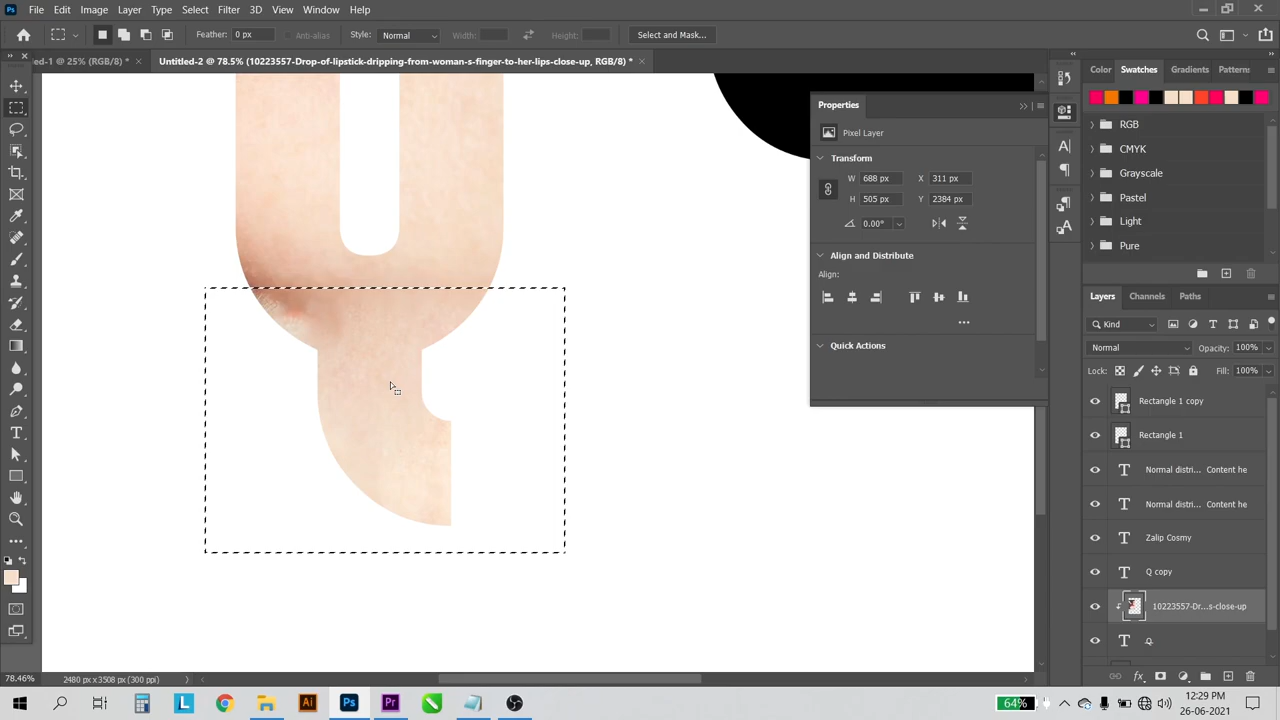 File Edit Image Layer Type Select Filter 3D View Window Help
Feather: 0 px Anti-alias Style: Normal Width: Height: Select and Mask...
ed-1 @ 25% (RGB/8) * × Untitled-2 @ 78.5% (10223557-Drop-of-lipstick-dripping-from-woman-s-finger-to-her-lips-close-up, RGB/8) * ×
Color Swatches Gradients Patterns
RGB
CMYK
Grayscale
Pastel
Light
Pure
Properties
Pixel Layer
Transform
W 688 px X 311 px
H 505 px Y 2384 px
0.00°
Align and Distribute
Align:
Quick Actions
Layers Channels Paths
Kind
Normal Opacity: 100%
Lock: Fill: 100%
Rectangle 1 copy
Rectangle 1
Normal distri... Content he
Normal distri... Content he
Zalip Cosmy
Q copy
10223557-Dr...s-close-up
Q
78.46% 2480 px x 3508 px (300 ppi)
64% 12:29 PM
26-06-2021